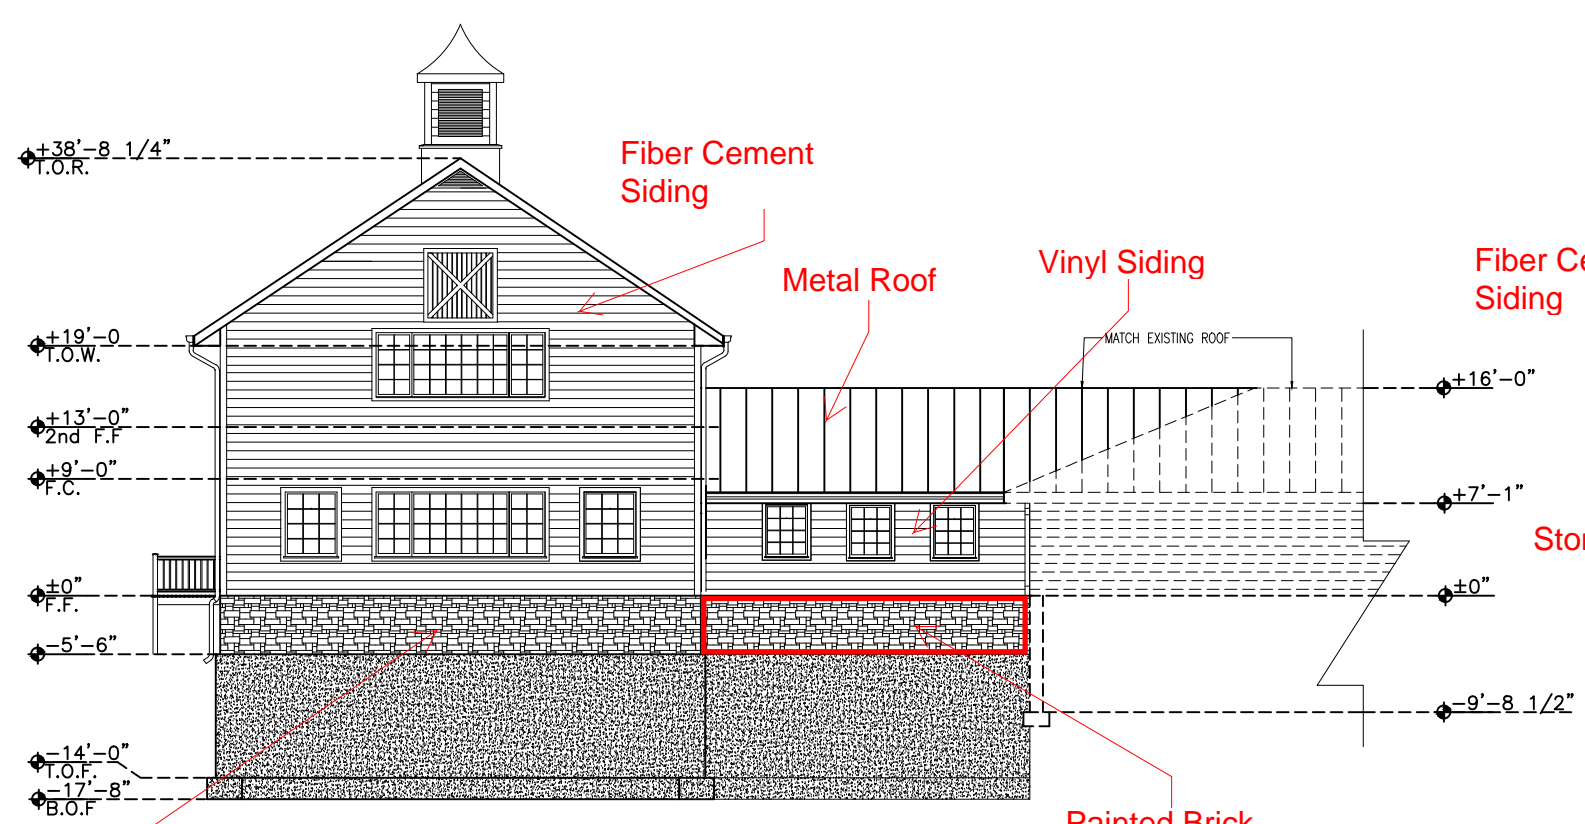 +38'-8 1/4"
T.O.R.
Fiber Cement
Siding
Metal Roof
Vinyl Siding
Fiber Ce
Siding
+19'-0
T.O.W.
MATCH EXISTING ROOF
+16'-0"
+13'-0"
2nd F.F
+9'-0"
F.C.
+7'-1"
Stor
±0"
F.F.
±0"
-5'-6"
-9'-8 1/2"
-14'-0"
T.O.F.
-17'-8"
B.O.F
Painted Brick